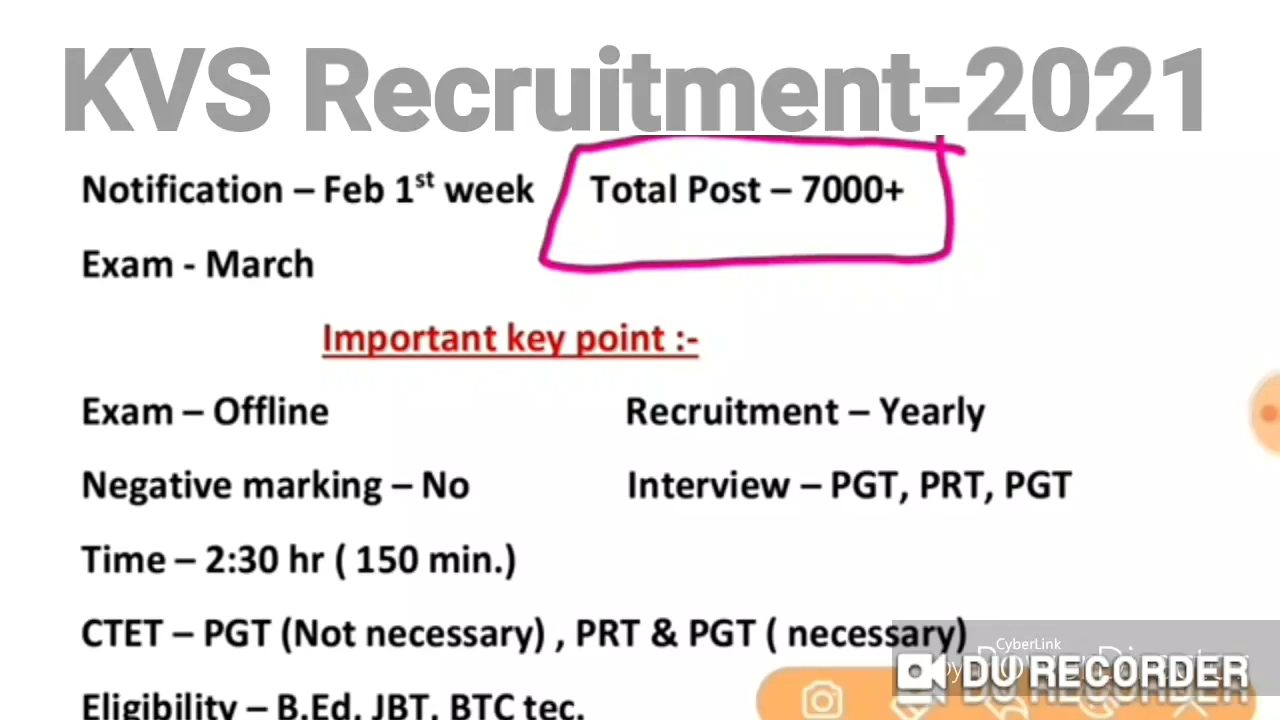 KVS Recruitment-2021
Notification – Feb 1st week Total Post – 7000+
Exam - March
Important key point :-
Exam – Offline Recruitment – Yearly
Negative marking – No Interview – PGT, PRT, PGT
Time – 2:30 hr ( 150 min.)
CTET – PGT (Not necessary) , PRT & PGT ( necessary)
CyberLink
by
DU RECORDER
Eligibility – B.Ed, JBT, BTC tec.